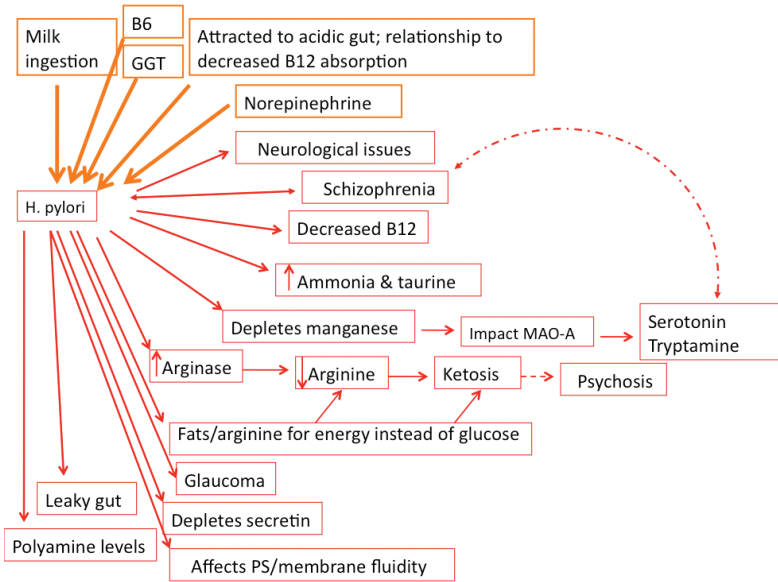 Milk
ingestion
B6
GGT
Attracted to acidic gut; relationship to
decreased B12 absorption
Norepinephrine
Neurological issues
Schizophrenia
H. pylori
Decreased B12
Ammonia & taurine
Depletes manganese
Impact MAO-A
Serotonin
Tryptamine
Arginase
Arginine
Ketosis
Psychosis
Fats/arginine for energy instead of glucose
Glaucoma
Leaky gut
Depletes secretin
Polyamine levels
Affects PS/membrane fluidity